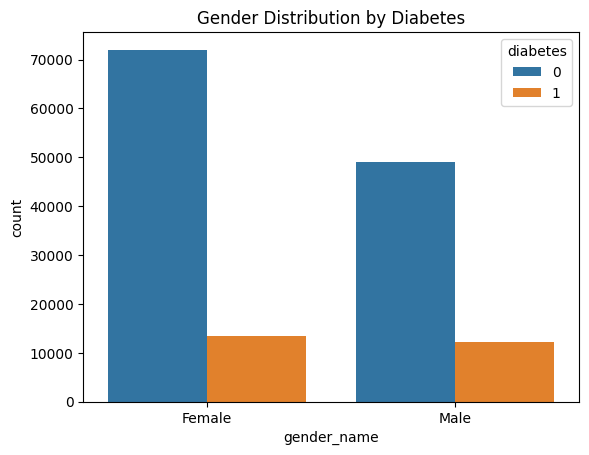 Gender Distribution by Diabetes
diabetes
0
1
70000
60000
50000
40000
30000
20000
10000
0
count
Female
Male
gender_name